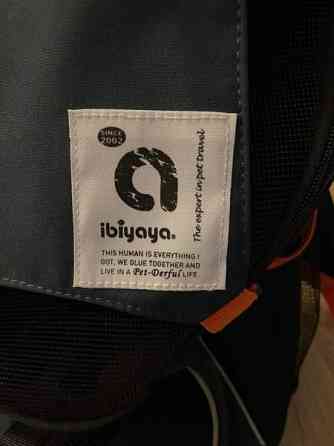 SINCE
2002
The expert in pet travel
ibiyaya.
THIS HUMAN IS EVERYTHING I
GOT, WE GLUE TOGETHER AND
LIVE IN A Pet-Derful LIFE